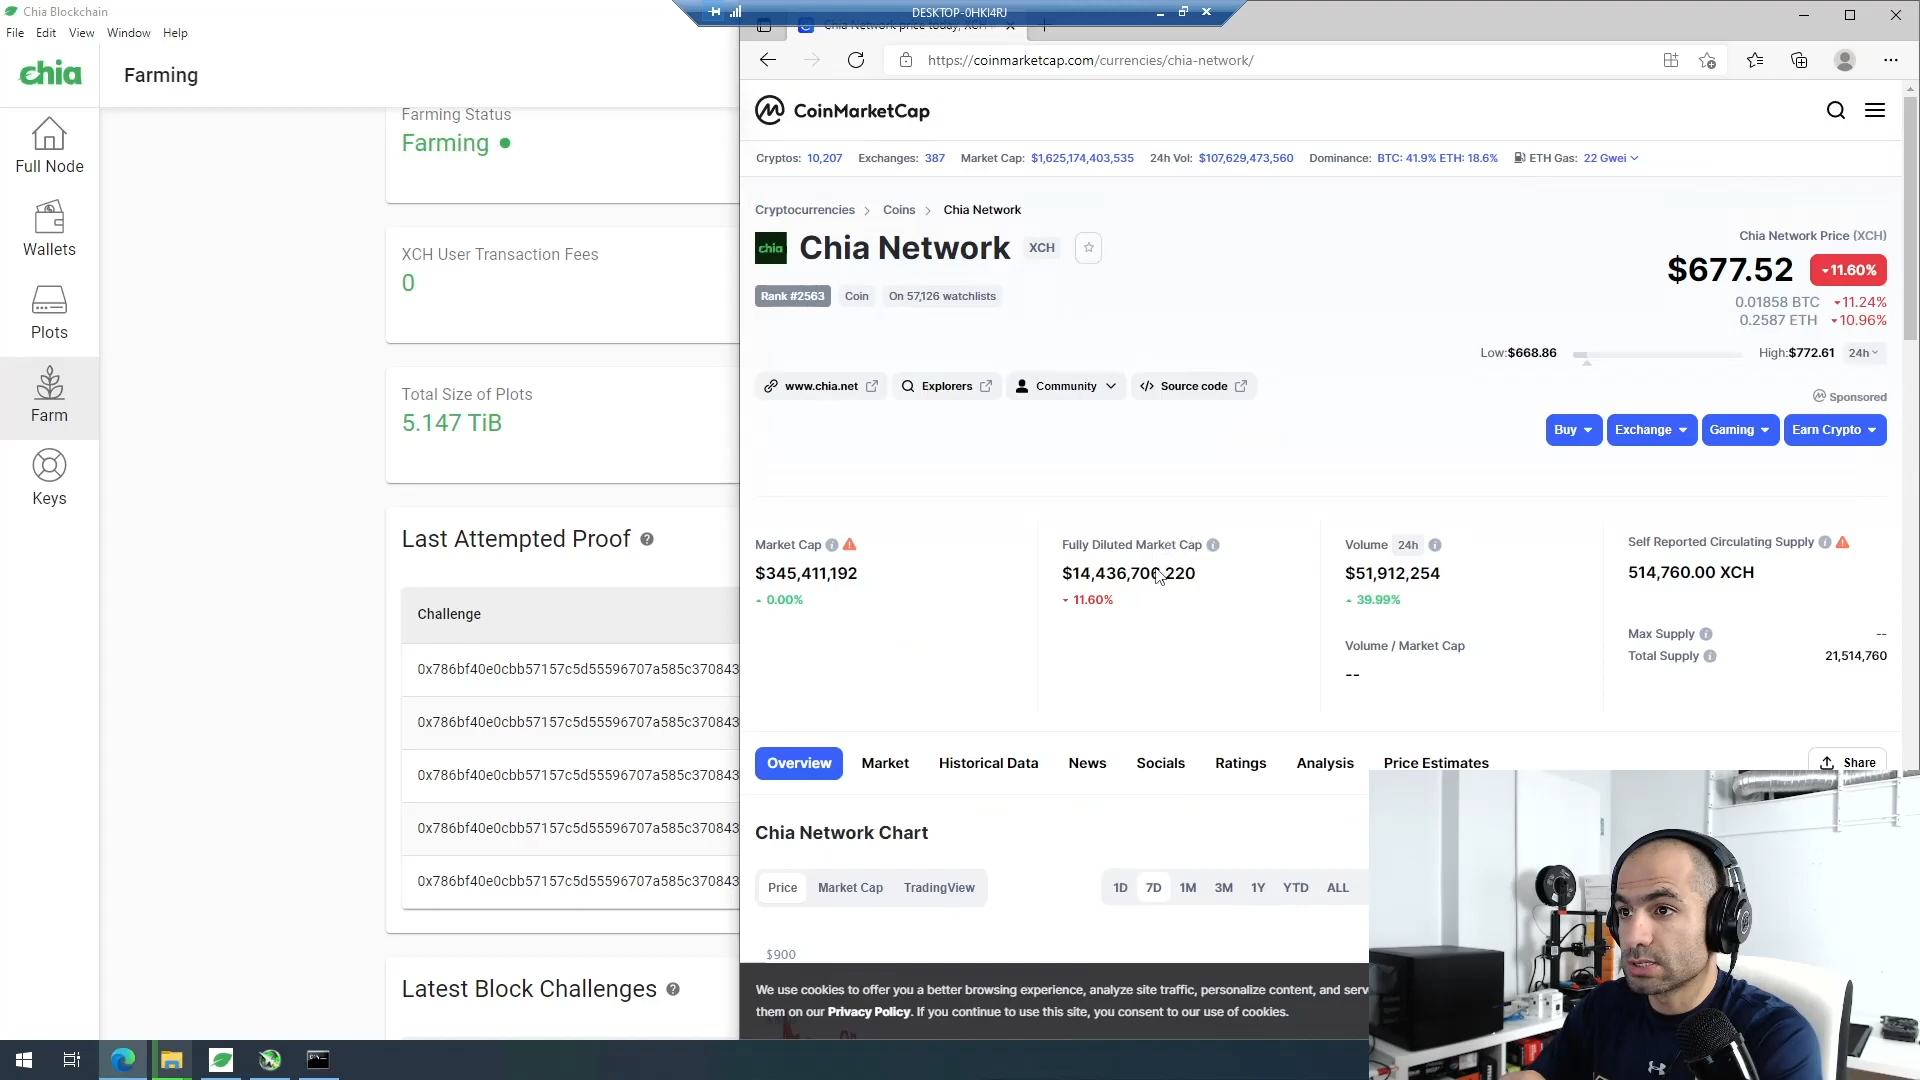 Chia Blockchain
File Edit View Window Help
chia
Farming
Full Node
Wallets
Plots
Farm
Keys
Farming Status
Farming
XCH User Transaction Fees
0
Total Size of Plots
5.147 TiB
Last Attempted Proof
Challenge
0x786bf40e0cbb57157c5d55596707a585c370843
0x786bf40e0cbb57157c5d55596707a585c370843
0x786bf40e0cbb57157c5d55596707a585c370843
0x786bf40e0cbb57157c5d55596707a585c370843
0x786bf40e0cbb57157c5d55596707a585c370843
Latest Block Challenges
DESKTOP-0HKI4RJ
Chia Network price today, XCH
https://coinmarketcap.com/currencies/chia-network/
CoinMarketCap
Cryptos: 10,207 Exchanges: 387 Market Cap: $1,625,174,403,535 24h Vol: $107,629,473,560 Dominance: BTC: 41.9% ETH: 18.6% ETH Gas: 22 Gwei
Cryptocurrencies > Coins > Chia Network
chia Chia Network XCH
Rank #2563 Coin On 57,126 watchlists
Chia Network Price (XCH)
$677.52 11.60%
0.01858 BTC 11.24%
0.2587 ETH 10.96%
Low:$668.86 High:$772.61 24h
www.chia.net Explorers Community Source code
Sponsored
Buy Exchange Gaming Earn Crypto
Market Cap
$345,411,192
0.00%
Fully Diluted Market Cap
$14,436,706,220
11.60%
Volume 24h
$51,912,254
39.99%
Volume / Market Cap
--
Self Reported Circulating Supply
514,760.00 XCH
Max Supply --
Total Supply 21,514,760
Overview Market Historical Data News Socials Ratings Analysis Price Estimates Share
Chia Network Chart
Price Market Cap TradingView 1D 7D 1M 3M 1Y YTD ALL
$900
We use cookies to offer you a better browsing experience, analyze site traffic, personalize content, and serv
them on our Privacy Policy. If you continue to use this site, you consent to our use of cookies.